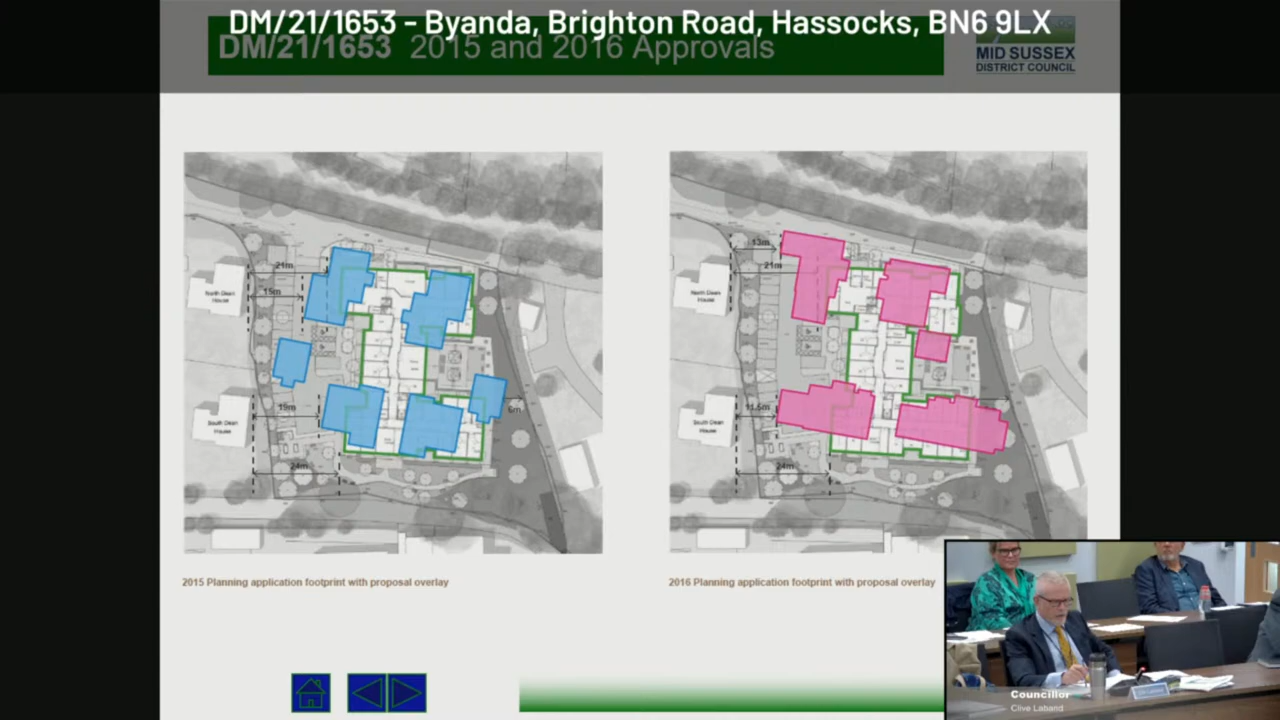 DM/21/1653 - Byanda, Brighton Road, Hassocks, BN6 9LX
DM/21/1653 2015 and 2016 Approvals
MID SUSSEX
DISTRICT COUNCIL
21m
15m
North Dean
House
19m
South Dean
House
6m
24m
13m
21m
North Dean
House
11.5m
South Dean
House
24m
2015 Planning application footprint with proposal overlay
2016 Planning application footprint with proposal overlay
Councillor
Clive Laband